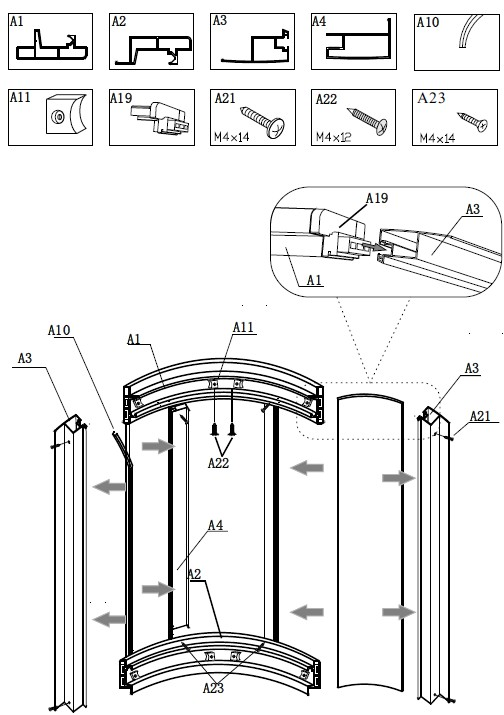 A1 A2 A3 A4 A10
A11 A19 A21 A22 A23
M4×14 M4×12 M4×14
A19 A3
A1
A10 A1 A11
A3 A3
A21
A22
A4
A2
A23